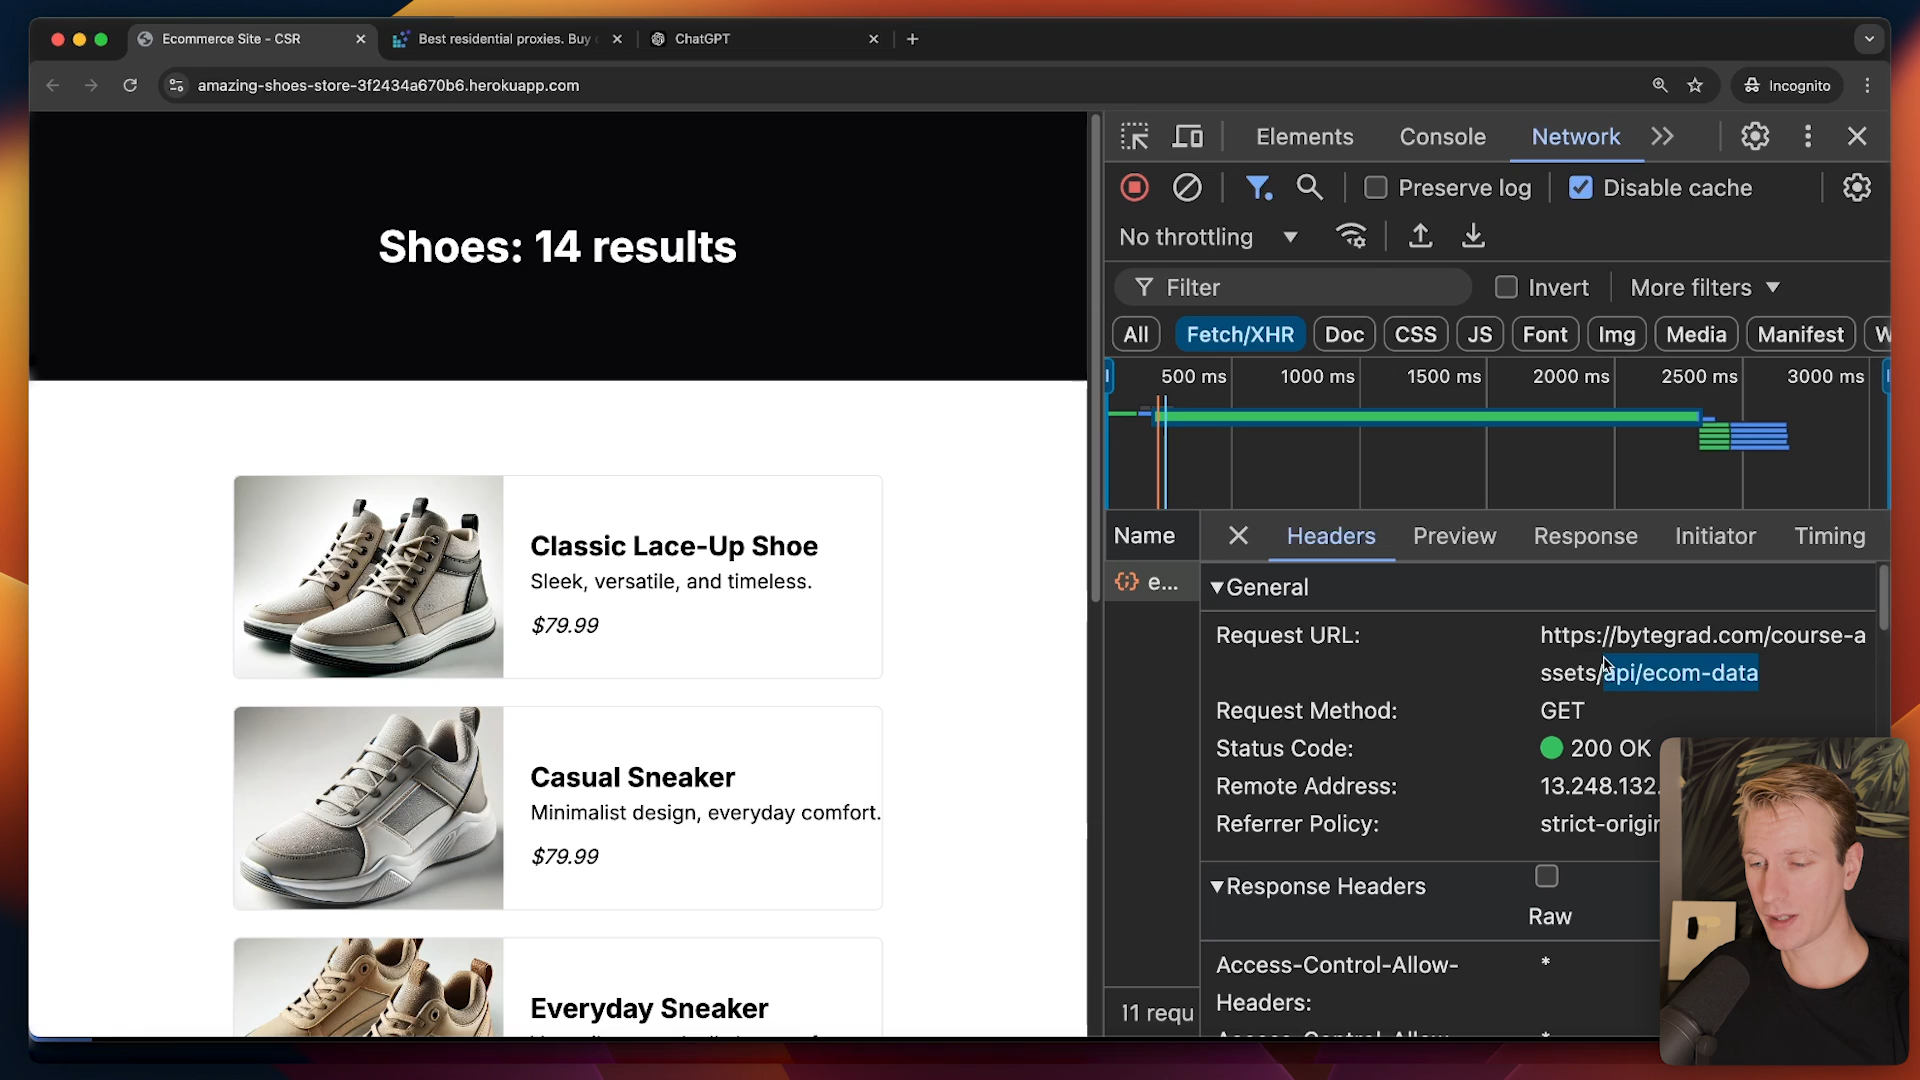 Ecommerce Site - CSR
Best residential proxies. Buy
ChatGPT
amazing-shoes-store-3f2434a670b6.herokuapp.com
Incognito
Shoes: 14 results
Classic Lace-Up Shoe
Sleek, versatile, and timeless.
$79.99
Casual Sneaker
Minimalist design, everyday comfort.
$79.99
Everyday Sneaker
Elements
Console
Network
Preserve log
Disable cache
No throttling
Filter
Invert
More filters
All
Fetch/XHR
Doc
CSS
JS
Font
Img
Media
Manifest
W
500 ms
1000 ms
1500 ms
2000 ms
2500 ms
3000 ms
Name
Headers
Preview
Response
Initiator
Timing
e...
General
Request URL:
https://bytegrad.com/course-a
ssets/api/ecom-data
Request Method:
GET
Status Code:
200 OK
Remote Address:
13.248.132.
Referrer Policy:
strict-origin
Response Headers
Raw
Access-Control-Allow-
Headers:
*
Access-Control-Allow-
*
11 requ